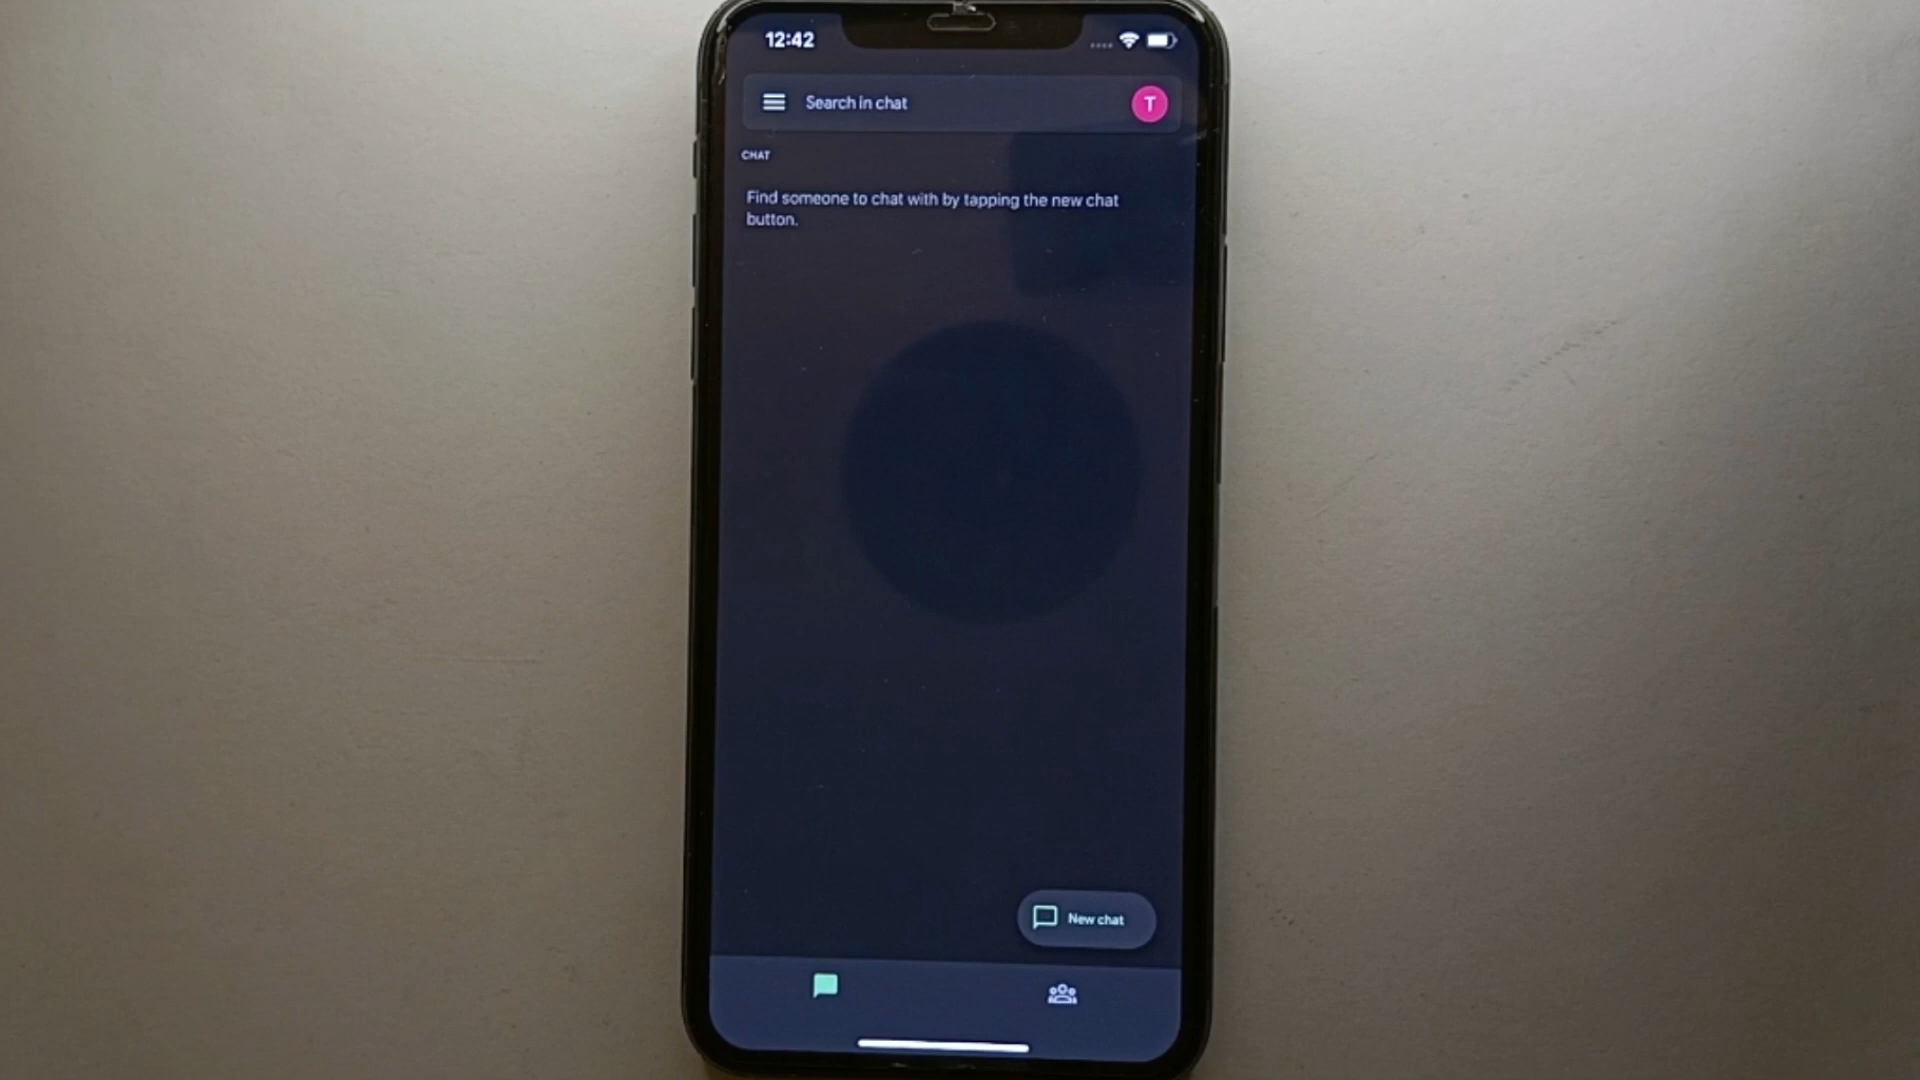 12:42
Search in chat
T
CHAT
Find someone to chat with by tapping the new chat
button.
New chat